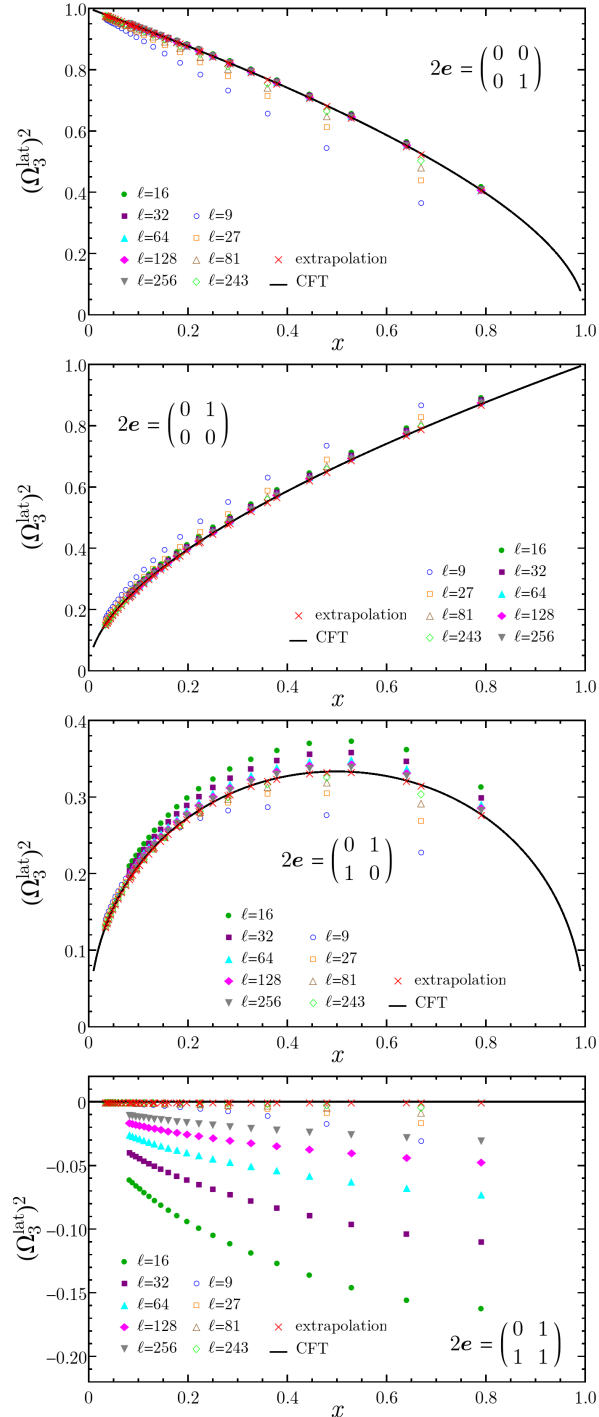 1.0
0.8
0.6
0.4
0.2
0
(Ω₃ˡᵃᵗ)²
2e = ( 0 0
0 1 )
ℓ=16
ℓ=32 ℓ=9
ℓ=64 ℓ=27
ℓ=128 ℓ=81 extrapolation
ℓ=256 ℓ=243 CFT
0 0.2 0.4 0.6 0.8 1.0
x
1.0
0.8
0.6
0.4
0.2
0
(Ω₃ˡᵃᵗ)²
2e = ( 0 1
0 0 )
ℓ=16
ℓ=9 ℓ=32
ℓ=27 ℓ=64
extrapolation ℓ=81 ℓ=128
CFT ℓ=243 ℓ=256
0 0.2 0.4 0.6 0.8 1.0
x
0.4
0.3
0.2
0.1
0
(Ω₃ˡᵃᵗ)²
2e = ( 0 1
1 0 )
ℓ=16
ℓ=32 ℓ=9
ℓ=64 ℓ=27
ℓ=128 ℓ=81 extrapolation
ℓ=256 ℓ=243 CFT
0 0.2 0.4 0.6 0.8 1.0
x
0
−0.05
−0.10
−0.15
−0.20
(Ω₃ˡᵃᵗ)²
ℓ=16
ℓ=32 ℓ=9
ℓ=64 ℓ=27
ℓ=128 ℓ=81 extrapolation
ℓ=256 ℓ=243 CFT
2e = ( 0 1
1 1 )
0 0.2 0.4 0.6 0.8 1.0
x